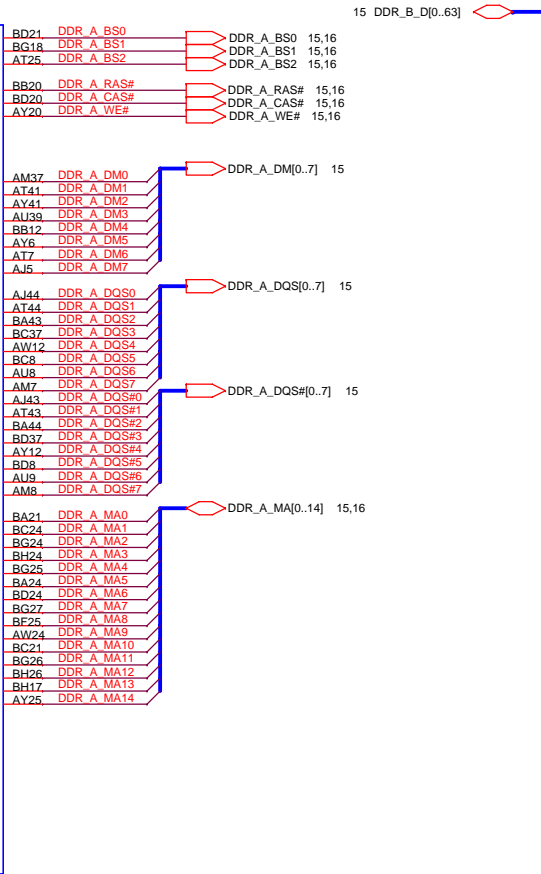 15 DDR_B_D[0..63]
BD21 DDR_A_BS0 DDR_A_BS0 15,16
BG18 DDR_A_BS1 DDR_A_BS1 15,16
AT25 DDR_A_BS2 DDR_A_BS2 15,16
BB20 DDR_A_RAS# DDR_A_RAS# 15,16
BD20 DDR_A_CAS# DDR_A_CAS# 15,16
AY20 DDR_A_WE# DDR_A_WE# 15,16
DDR_A_DM[0..7] 15
AM37 DDR_A_DM0
AT41 DDR_A_DM1
AY41 DDR_A_DM2
AU39 DDR_A_DM3
BB12 DDR_A_DM4
AY6 DDR_A_DM5
AT7 DDR_A_DM6
AJ5 DDR_A_DM7
DDR_A_DQS[0..7] 15
AJ44 DDR_A_DQS0
AT44 DDR_A_DQS1
BA43 DDR_A_DQS2
BC37 DDR_A_DQS3
AW12 DDR_A_DQS4
BC8 DDR_A_DQS5
AU8 DDR_A_DQS6
AM7 DDR_A_DQS7
DDR_A_DQS#[0..7] 15
AJ43 DDR_A_DQS#0
AT43 DDR_A_DQS#1
BA44 DDR_A_DQS#2
BD37 DDR_A_DQS#3
AY12 DDR_A_DQS#4
BD8 DDR_A_DQS#5
AU9 DDR_A_DQS#6
AM8 DDR_A_DQS#7
DDR_A_MA[0..14] 15,16
BA21 DDR_A_MA0
BC24 DDR_A_MA1
BG24 DDR_A_MA2
BH24 DDR_A_MA3
BG25 DDR_A_MA4
BA24 DDR_A_MA5
BD24 DDR_A_MA6
BG27 DDR_A_MA7
BF25 DDR_A_MA8
AW24 DDR_A_MA9
BC21 DDR_A_MA10
BG26 DDR_A_MA11
BH26 DDR_A_MA12
BH17 DDR_A_MA13
AY25 DDR_A_MA14